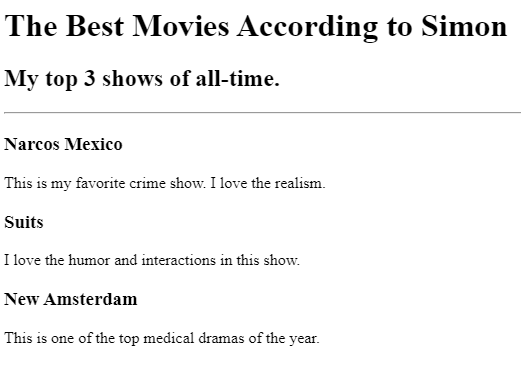 The Best Movies According to Simon
My top 3 shows of all-time.
Narcos Mexico
This is my favorite crime show. I love the realism.
Suits
I love the humor and interactions in this show.
New Amsterdam
This is one of the top medical dramas of the year.